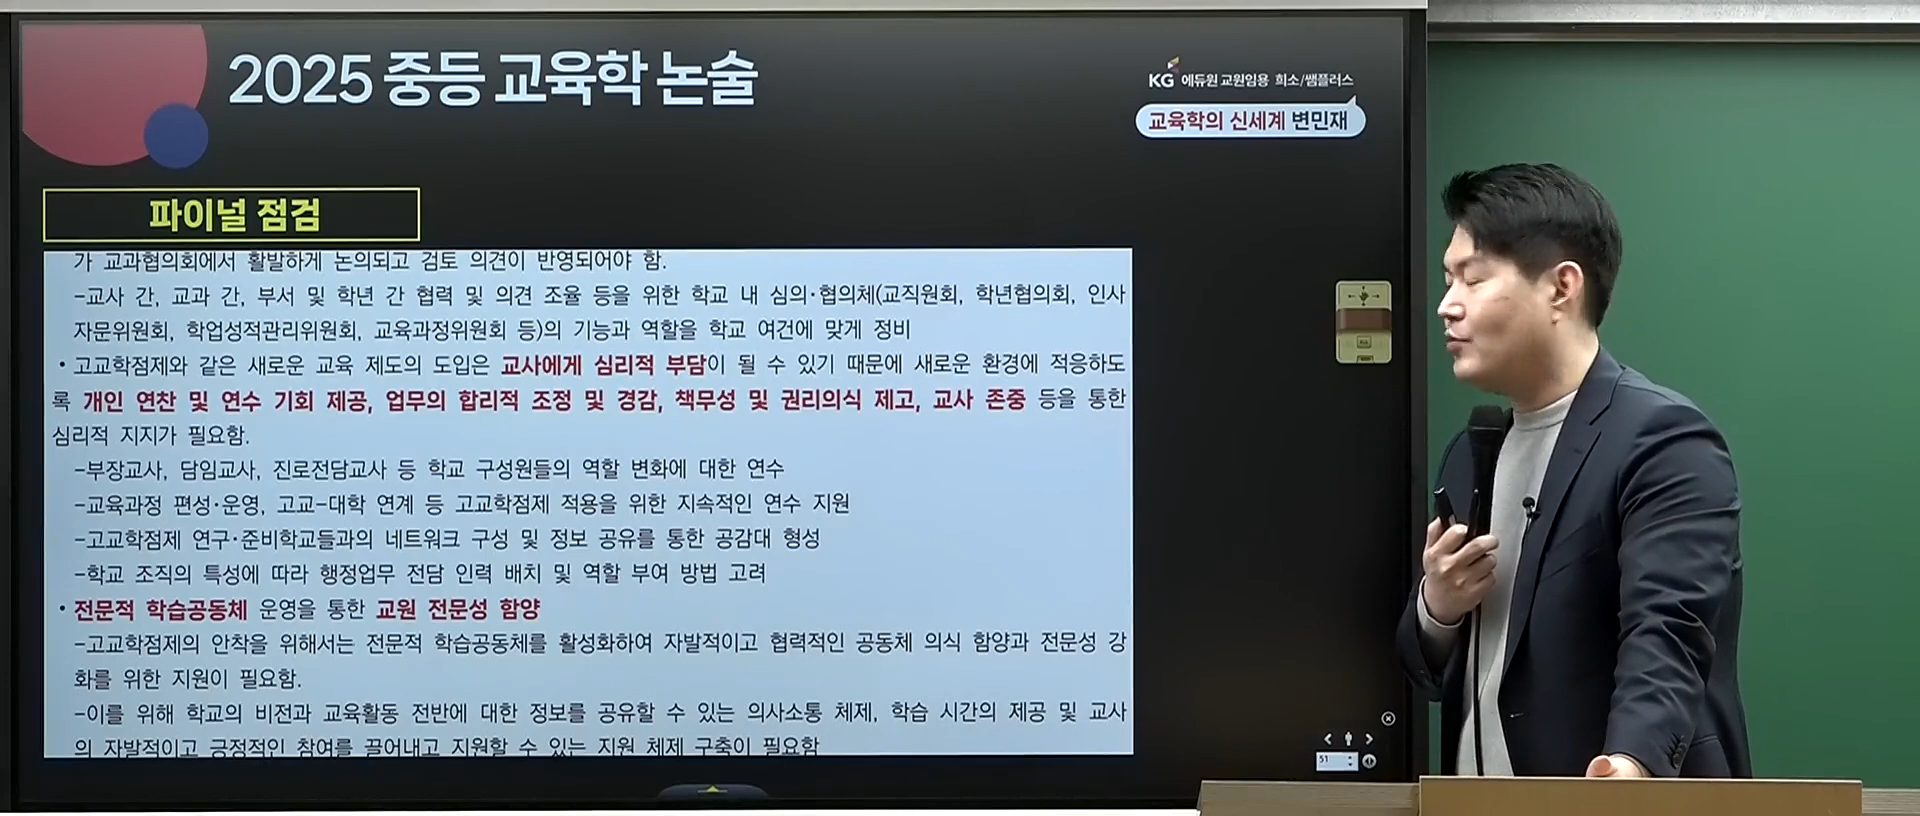 2025 중등 교육학 논술
KG 에듀원 교원임용 희소/쌤플러스
교육학의 신세계 변민재
파이널 점검
가 교과협의회에서 활발하게 논의되고 검토 의견이 반영되어야 함.
-교사 간, 교과 간, 부서 및 학년 간 협력 및 의견 조율 등을 위한 학교 내 심의·협의체(교직원회, 학년협의회, 인사
자문위원회, 학업성적관리위원회, 교육과정위원회 등)의 기능과 역할을 학교 여건에 맞게 정비
• 고교학점제와 같은 새로운 교육 제도의 도입은 교사에게 심리적 부담이 될 수 있기 때문에 새로운 환경에 적응하도
록 개인 연찬 및 연수 기회 제공, 업무의 합리적 조정 및 경감, 책무성 및 권리의식 제고, 교사 존중 등을 통한
심리적 지지가 필요함.
-부장교사, 담임교사, 진로전담교사 등 학교 구성원들의 역할 변화에 대한 연수
-교육과정 편성·운영, 고교-대학 연계 등 고교학점제 적용을 위한 지속적인 연수 지원
-고교학점제 연구·준비학교들과의 네트워크 구성 및 정보 공유를 통한 공감대 형성
-학교 조직의 특성에 따라 행정업무 전담 인력 배치 및 역할 부여 방법 고려
• 전문적 학습공동체 운영을 통한 교원 전문성 함양
-고교학점제의 안착을 위해서는 전문적 학습공동체를 활성화하여 자발적이고 협력적인 공동체 의식 함양과 전문성 강
화를 위한 지원이 필요함.
-이를 위해 학교의 비전과 교육활동 전반에 대한 정보를 공유할 수 있는 의사소통 체제, 학습 시간의 제공 및 교사
의 자발적이고 긍정적인 참여를 끌어내고 지원할 수 있는 지원 체제 구축이 필요함
51